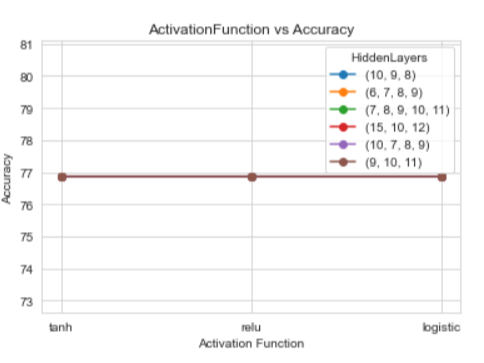 ActivationFunction vs Accuracy
81
80
79
78
77
76
75
74
73
Accuracy
HiddenLayers
(10, 9, 8)
(6, 7, 8, 9)
(7, 8, 9, 10, 11)
(15, 10, 12)
(10, 7, 8, 9)
(9, 10, 11)
tanh
relu
logistic
Activation Function